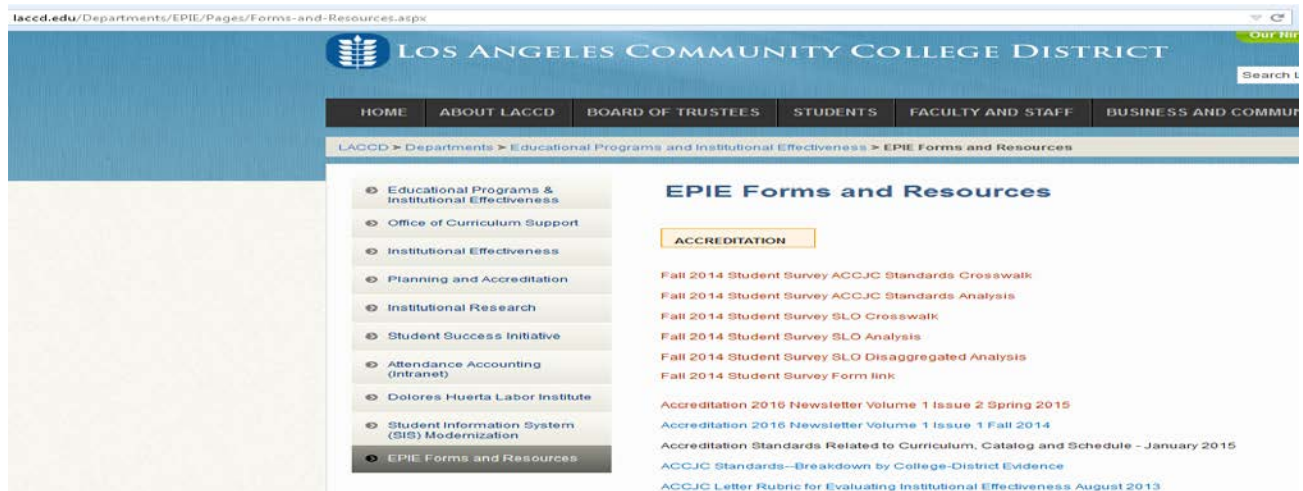 laccd.edu/Departments/EPIE/Pages/Forms-and-Resources.aspx
Our Nin
LOS ANGELES COMMUNITY COLLEGE DISTRICT
Search L
HOME ABOUT LACCD BOARD OF TRUSTEES STUDENTS FACULTY AND STAFF BUSINESS AND COMMUN
LACCD > Departments > Educational Programs and Institutional Effectiveness > EPIE Forms and Resources
Educational Programs &
Institutional Effectiveness
Office of Curriculum Support
Institutional Effectiveness
Planning and Accreditation
Institutional Research
Student Success Initiative
Attendance Accounting
(Intranet)
Dolores Huerta Labor Institute
Student Information System
(SIS) Modernization
EPIE Forms and Resources
EPIE Forms and Resources
ACCREDITATION
Fall 2014 Student Survey ACCJC Standards Crosswalk
Fall 2014 Student Survey ACCJC Standards Analysis
Fall 2014 Student Survey SLO Crosswalk
Fall 2014 Student Survey SLO Analysis
Fall 2014 Student Survey SLO Disaggregated Analysis
Fall 2014 Student Survey Form link
Accreditation 2016 Newsletter Volume 1 Issue 2 Spring 2015
Accreditation 2016 Newsletter Volume 1 Issue 1 Fall 2014
Accreditation Standards Related to Curriculum, Catalog and Schedule - January 2015
ACCJC Standards--Breakdown by College-District Evidence
ACCJC Letter Rubric for Evaluating Institutional Effectiveness August 2013